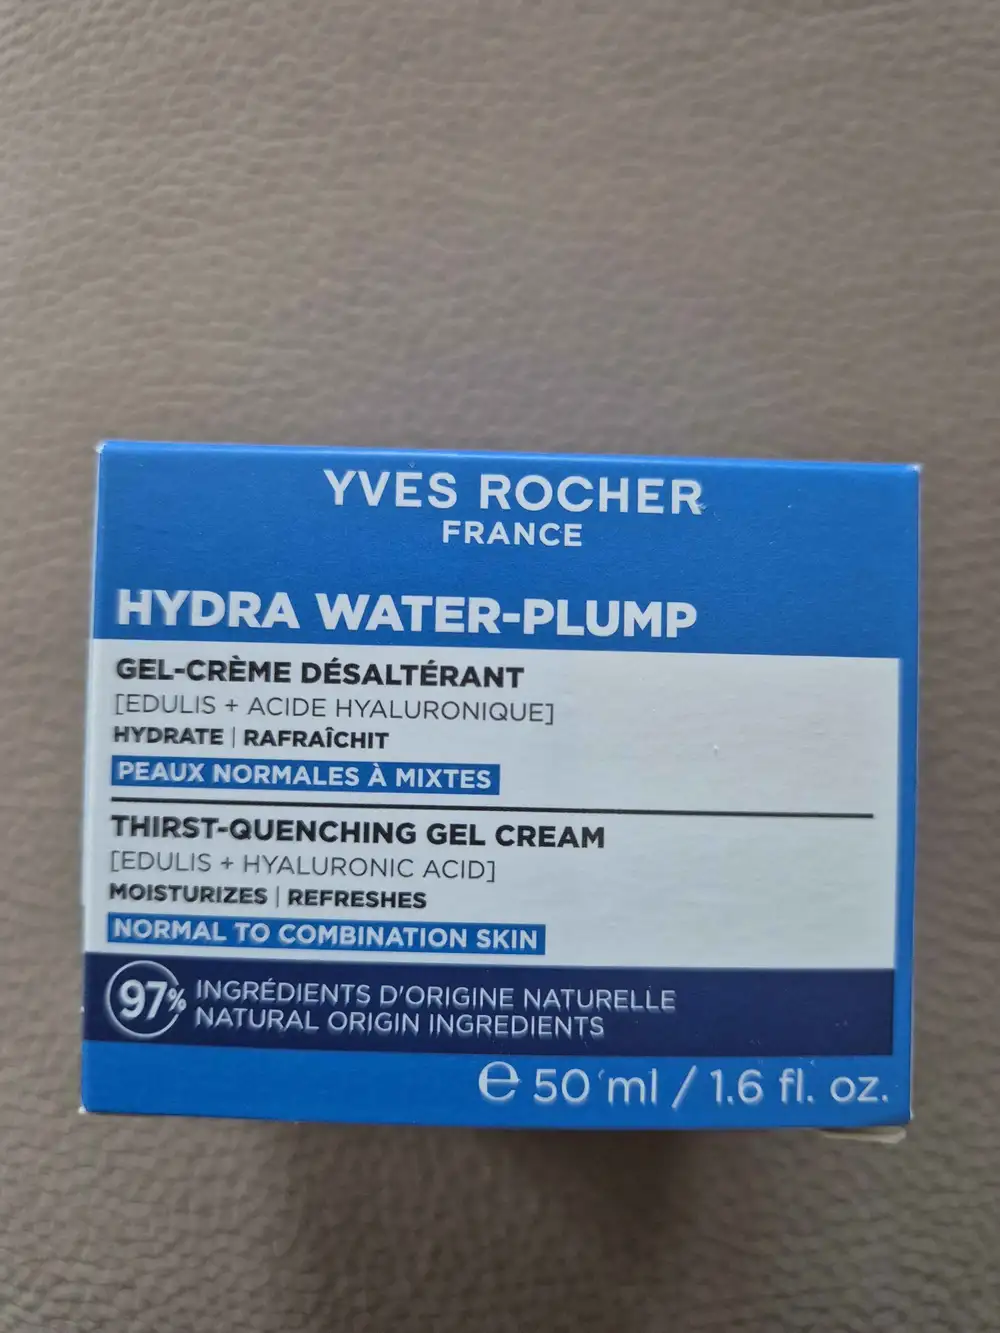 YVES ROCHER
FRANCE
HYDRA WATER-PLUMP
GEL-CRÈME DÉSALTÉRANT
[EDULIS + ACIDE HYALURONIQUE]
HYDRATE | RAFRAÎCHIT
PEAUX NORMALES À MIXTES
THIRST-QUENCHING GEL CREAM
[EDULIS + HYALURONIC ACID]
MOISTURIZES | REFRESHES
NORMAL TO COMBINATION SKIN
97% INGRÉDIENTS D'ORIGINE NATURELLE
NATURAL ORIGIN INGREDIENTS
℮ 50 ml / 1.6 fl. oz.